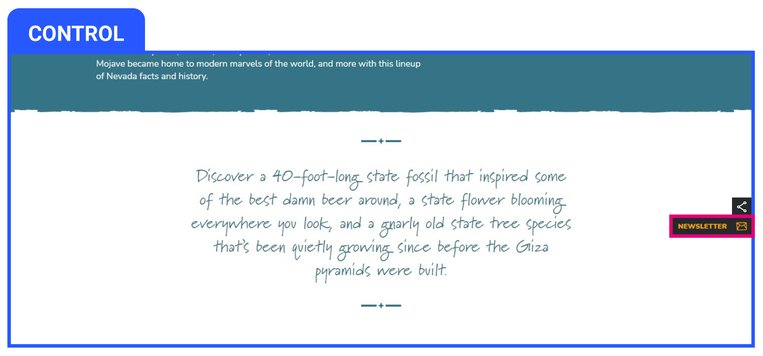 CONTROL
Mojave became home to modern marvels of the world, and more with this lineup
of Nevada facts and history.
Discover a 40-foot-long state fossil that inspired some
of the best damn beer around, a state flower blooming
everywhere you look, and a gnarly old state tree species
that's been quietly growing since before the Giza
pyramids were built.
NEWSLETTER